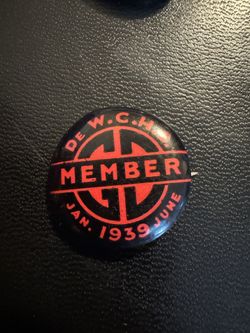 De W.C.H.S.
MEMBER
JAN. 1939 JUNE